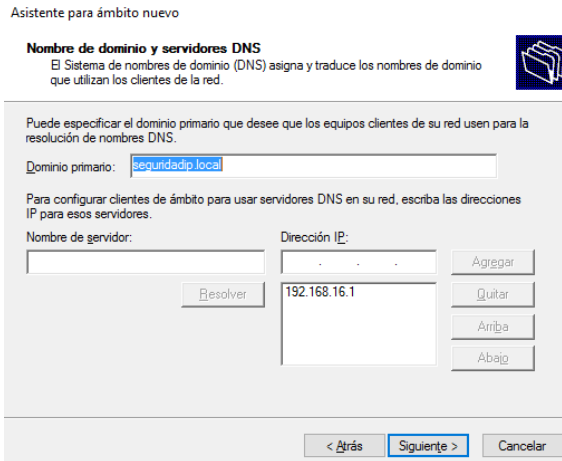 Asistente para ámbito nuevo
Nombre de dominio y servidores DNS
El Sistema de nombres de dominio (DNS) asigna y traduce los nombres de dominio
que utilizan los clientes de la red.
Puede especificar el dominio primario que desee que los equipos clientes de su red usen para la
resolución de nombres DNS.
Dominio primario: seguridadip.local
Para configurar clientes de ámbito para usar servidores DNS en su red, escriba las direcciones
IP para esos servidores.
Nombre de servidor: Dirección IP:
. . . Agregar
Resolver 192.168.16.1 Quitar
Arriba
Abajo
< Atrás Siguiente > Cancelar